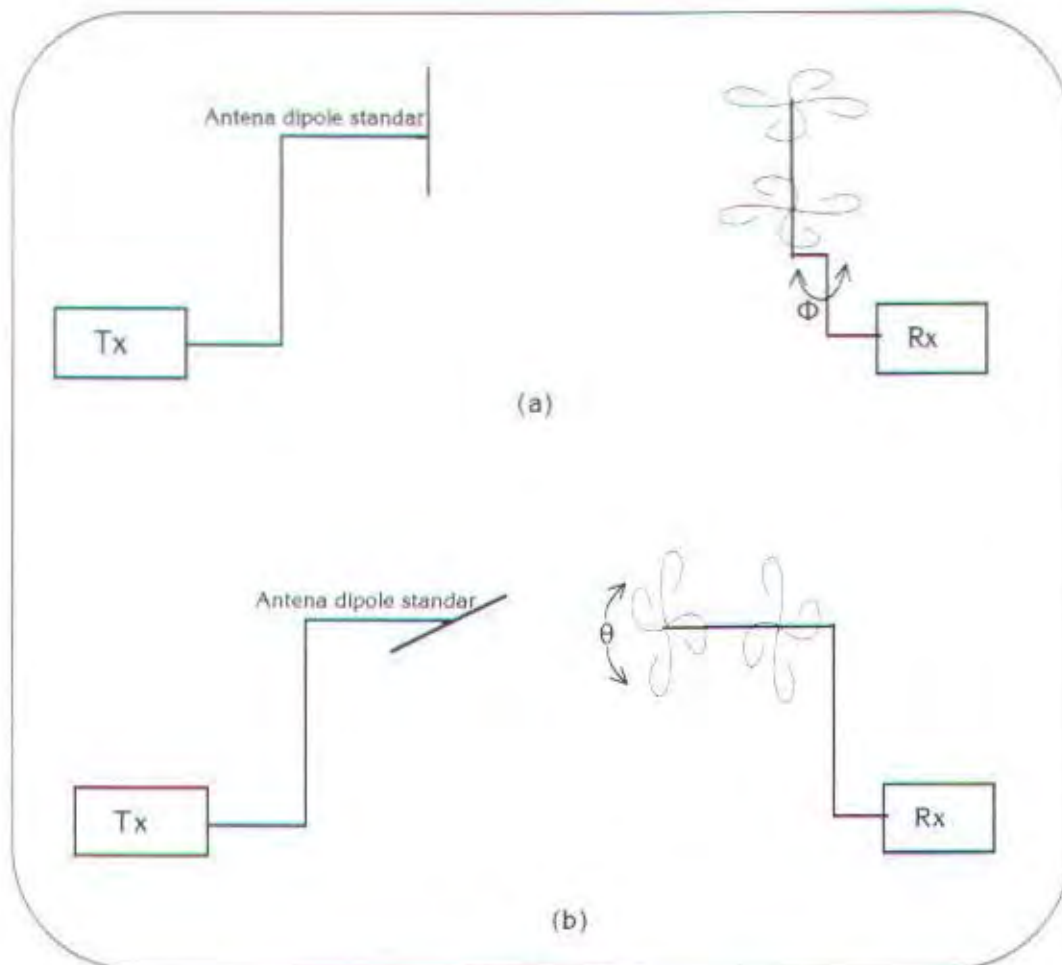 Antena dipole standar
Tx
Φ
Rx
(a)
Antena dipole standar
θ
Tx
Rx
(b)